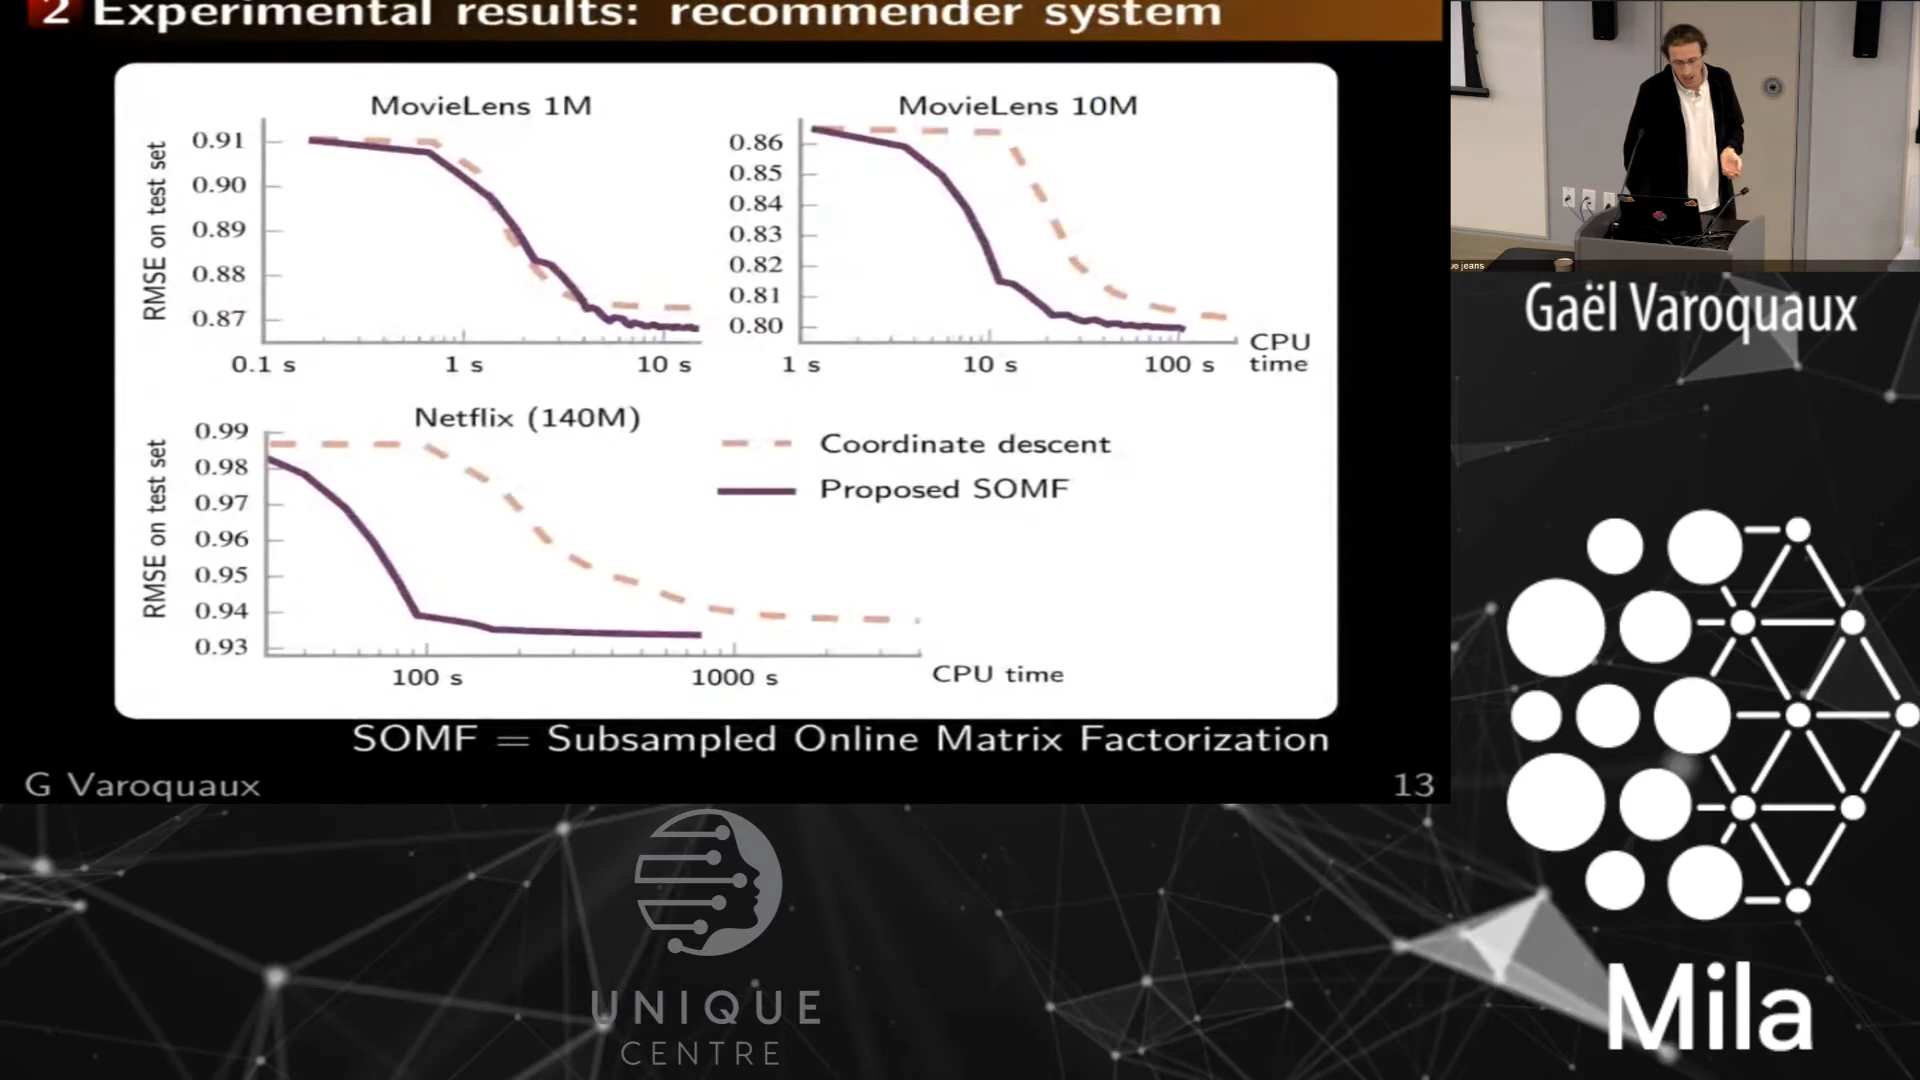 2 Experimental results: recommender system
MovieLens 1M
RMSE on test set
0.91
0.90
0.89
0.88
0.87
0.1 s
1 s
10 s
MovieLens 10M
0.86
0.85
0.84
0.83
0.82
0.81
0.80
1 s
10 s
100 s
CPU
time
Netflix (140M)
RMSE on test set
0.99
0.98
0.97
0.96
0.95
0.94
0.93
100 s
1000 s
CPU time
Coordinate descent
Proposed SOMF
SOMF = Subsampled Online Matrix Factorization
G Varoquaux
13
jeans
Gaël Varoquaux
UNIQUE
CENTRE
Mila